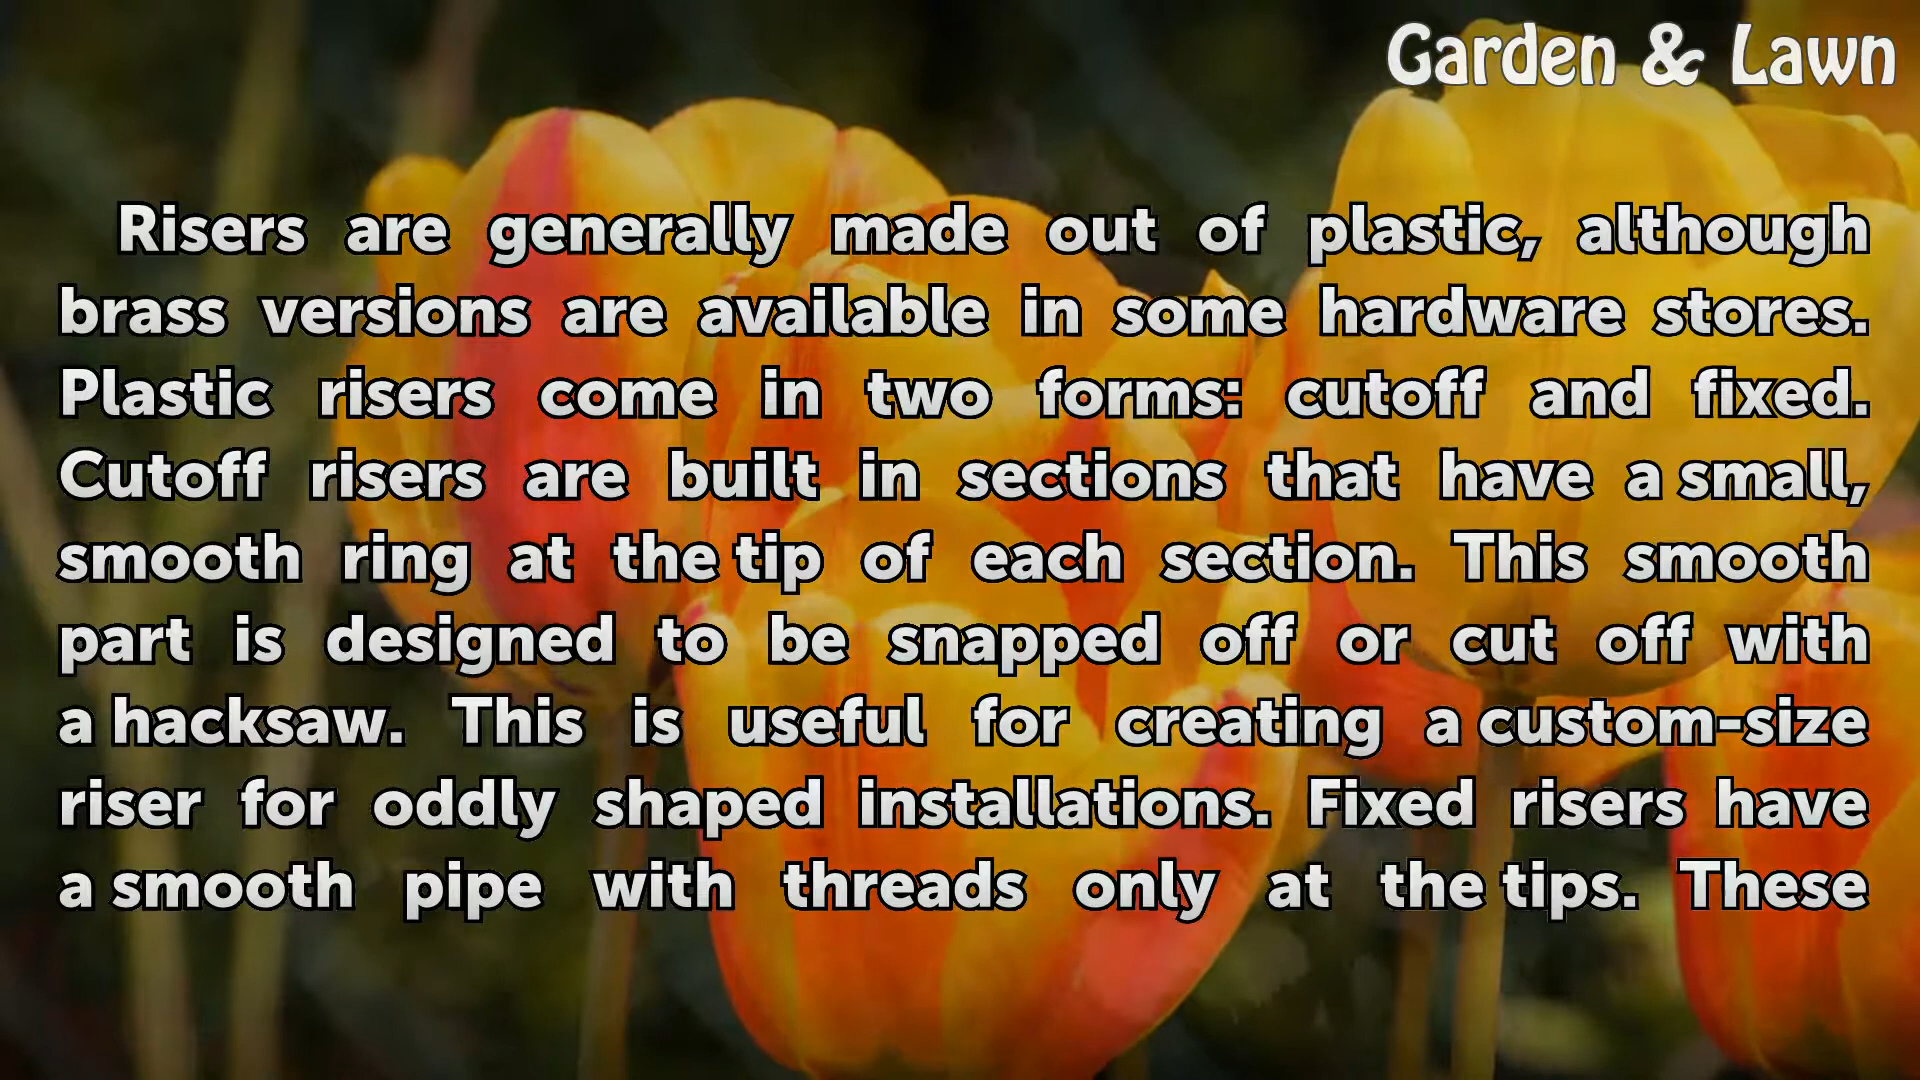 Garden & Lawn
Risers are generally made out of plastic, although
brass versions are available in some hardware stores.
Plastic risers come in two forms: cutoff and fixed.
Cutoff risers are built in sections that have a small,
smooth ring at the tip of each section. This smooth
part is designed to be snapped off or cut off with
a hacksaw. This is useful for creating a custom-size
riser for oddly shaped installations. Fixed risers have
a smooth pipe with threads only at the tips. These